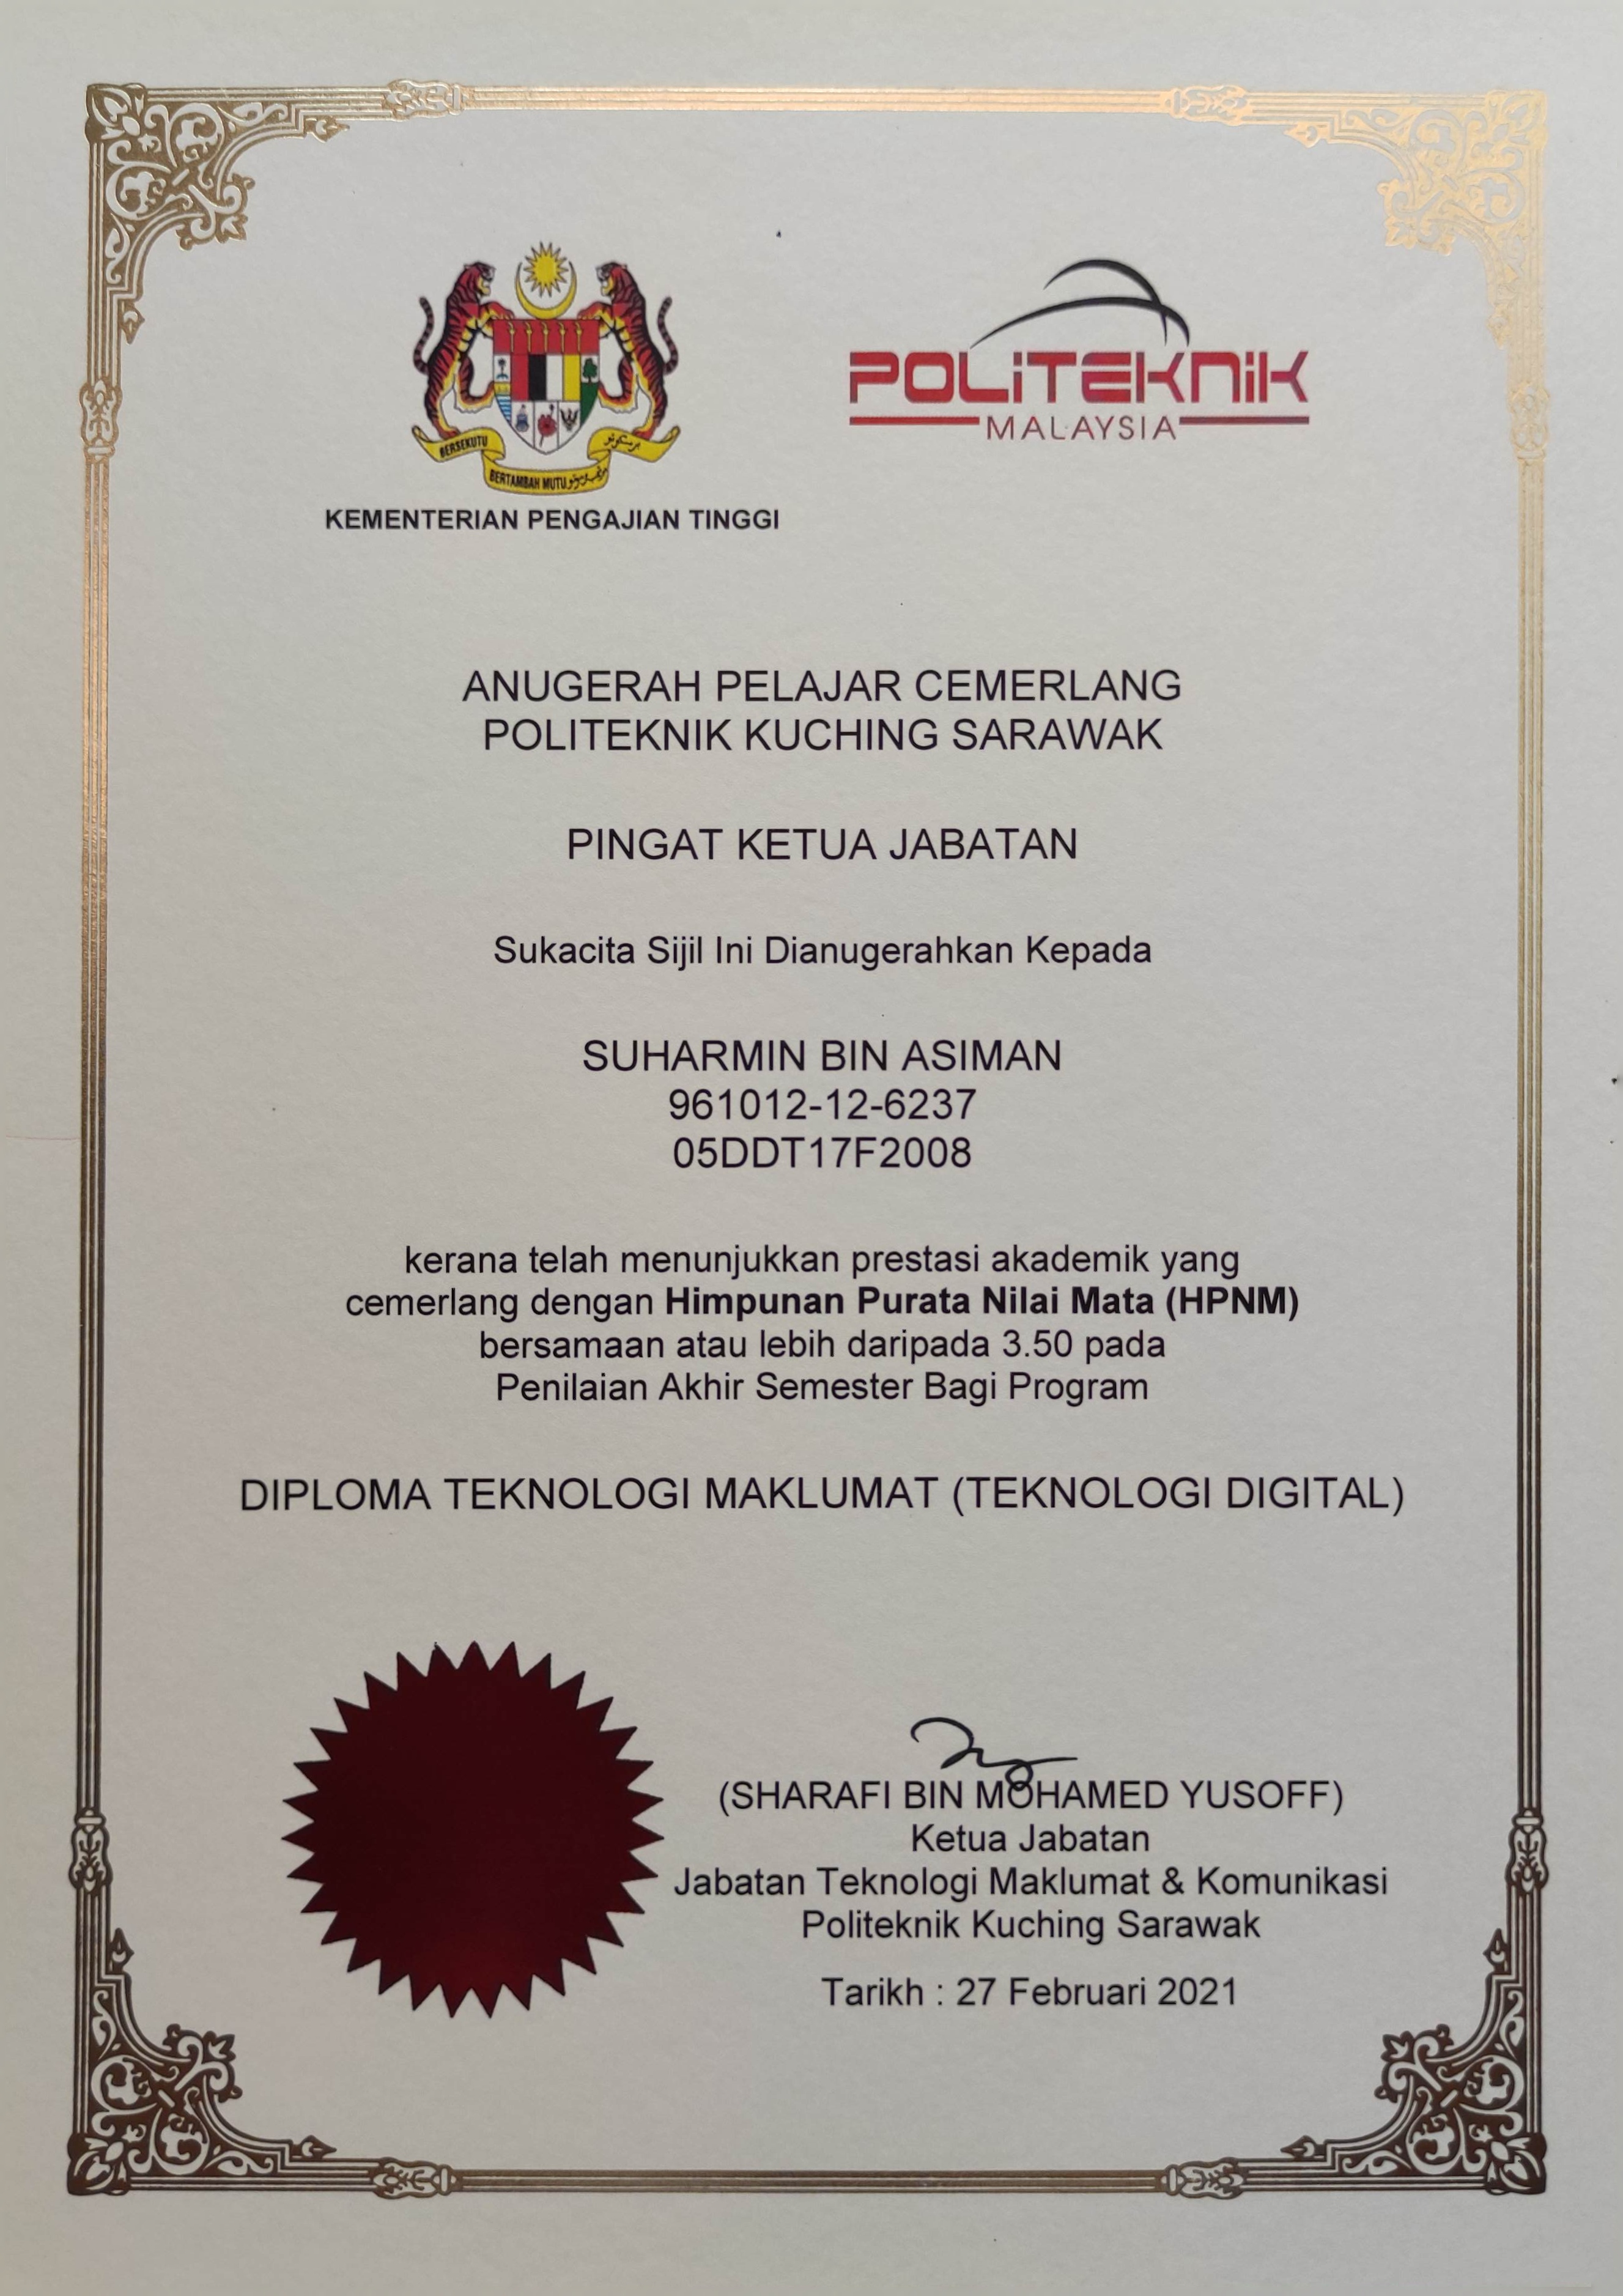 BERSEKUTU
BERTAMBAH MUTU
KEMENTERIAN PENGAJIAN TINGGI
POLITEKNIK
MALAYSIA
ANUGERAH PELAJAR CEMERLANG
POLITEKNIK KUCHING SARAWAK
PINGAT KETUA JABATAN
Sukacita Sijil Ini Dianugerahkan Kepada
SUHARMIN BIN ASIMAN
961012-12-6237
05DDT17F2008
kerana telah menunjukkan prestasi akademik yang
cemerlang dengan Himpunan Purata Nilai Mata (HPNM)
bersamaan atau lebih daripada 3.50 pada
Penilaian Akhir Semester Bagi Program
DIPLOMA TEKNOLOGI MAKLUMAT (TEKNOLOGI DIGITAL)
(SHARAFI BIN MOHAMED YUSOFF)
Ketua Jabatan
Jabatan Teknologi Maklumat & Komunikasi
Politeknik Kuching Sarawak
Tarikh : 27 Februari 2021